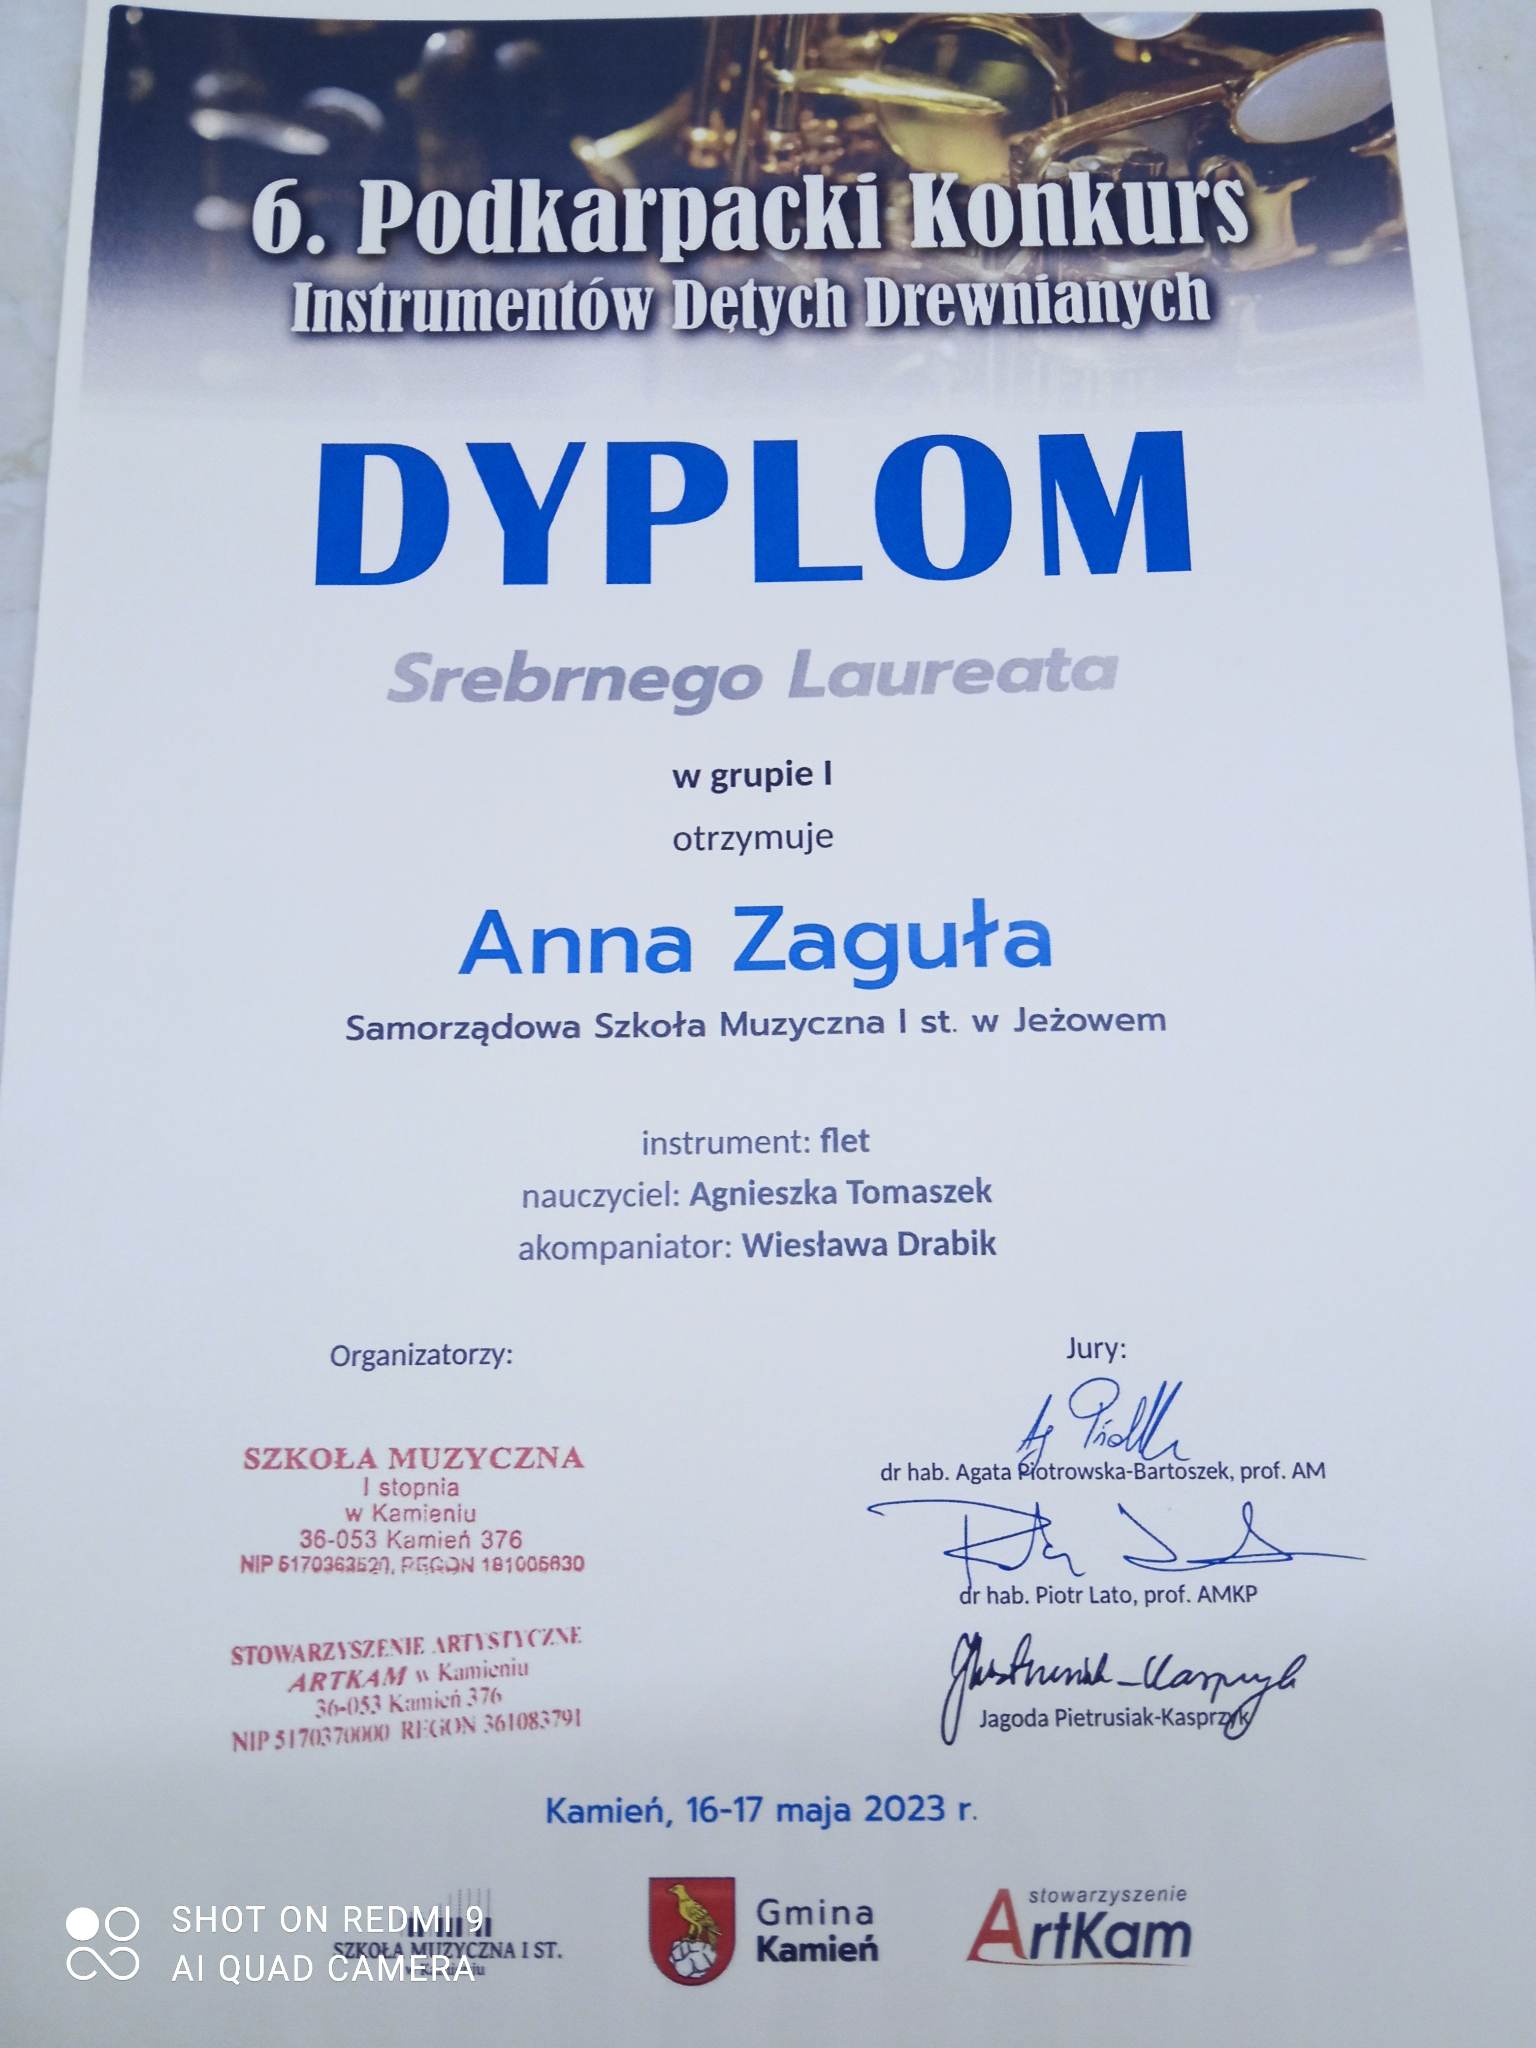 6. Podkarpacki Konkurs
Instrumentów Dętych Drewnianych
DYPLOM
Srebrnego Laureata
w grupie I
otrzymuje
Anna Zaguła
Samorządowa Szkoła Muzyczna I st. w Jeżowem
instrument: flet
nauczyciel: Agnieszka Tomaszek
akompaniator: Wiesława Drabik
Organizatorzy:
SZKOŁA MUZYCZNA
I stopnia
w Kamieniu
36-053 Kamień 376
NIP REGON
STOWARZYSZENIE ARTYSTYCZNE
ARTKAM w Kamieniu
36-053 Kamień 376
NIP 5170370000 REGON 361083791
Jury:
dr hab. Agata Piotrowska-Bartoszek, prof. AM
dr hab. Piotr Lato, prof. AMKP
Jagoda Pietrusiak-Kasprzyk
Kamień, 16-17 maja 2023 r.
SZKOŁA MUZYCZNA I ST.
w Kamieniu
Gmina
Kamień
stowarzyszenie
ArtKam
SHOT ON REDMI 9
AI QUAD CAMERA